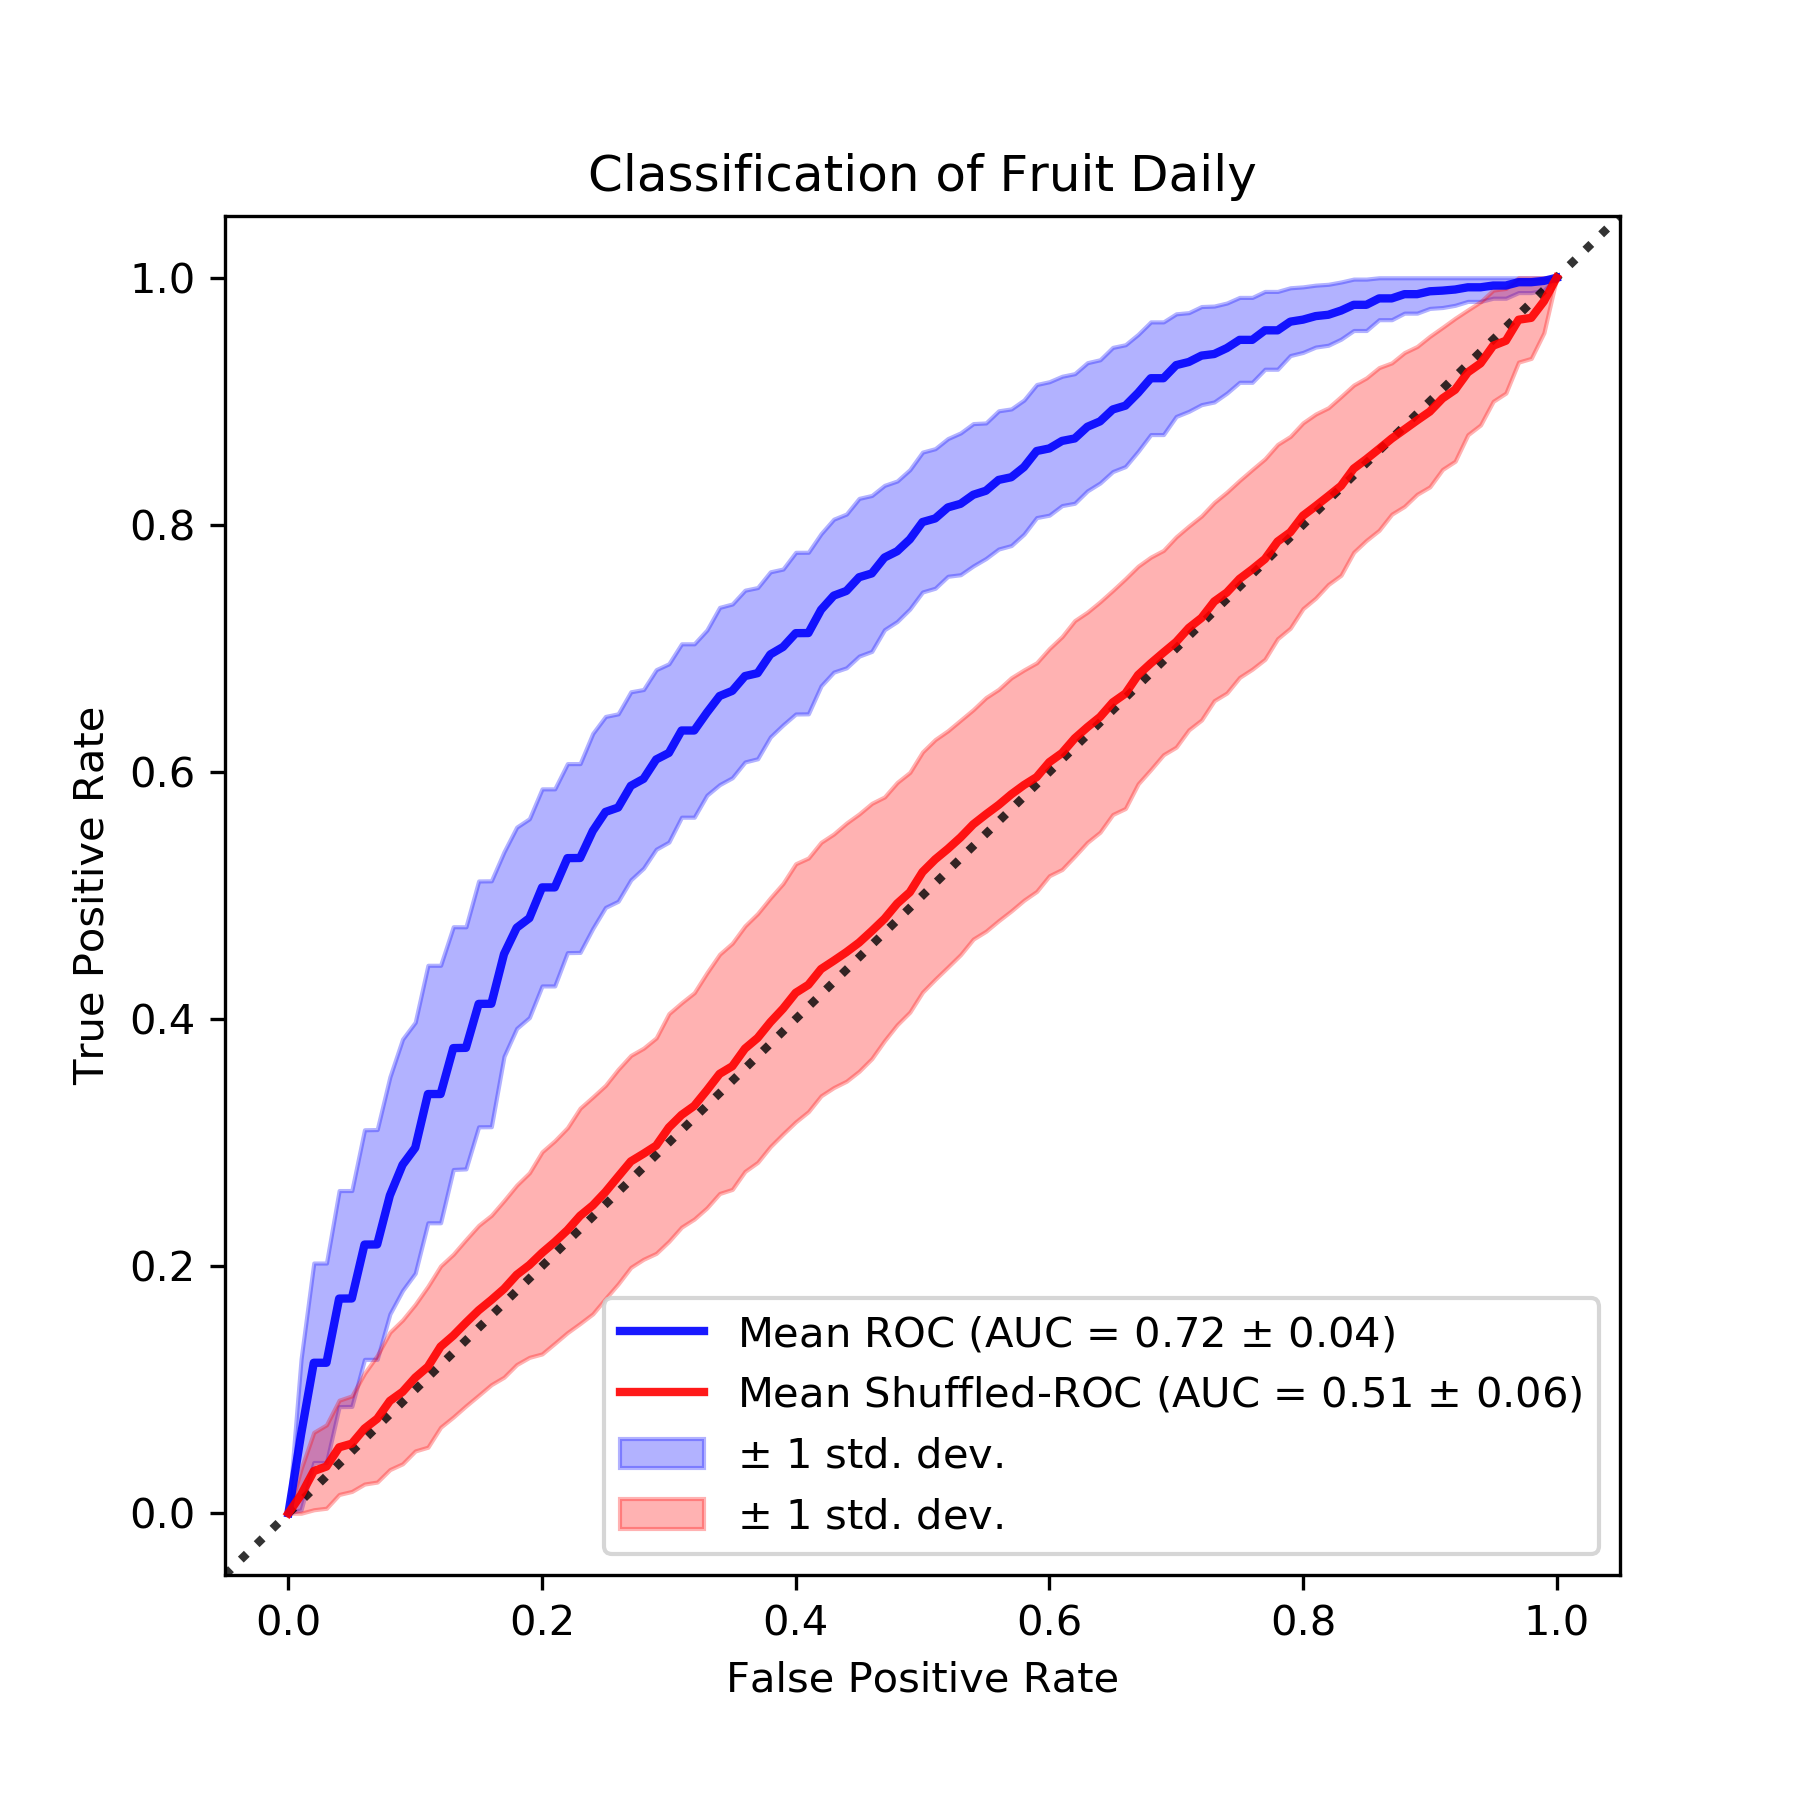 Classification of Fruit Daily
True Positive Rate
1.0
0.8
0.6
0.4
0.2
0.0
Mean ROC (AUC = 0.72 ± 0.04)
Mean Shuffled-ROC (AUC = 0.51 ± 0.06)
± 1 std. dev.
± 1 std. dev.
0.0 0.2 0.4 0.6 0.8 1.0
False Positive Rate